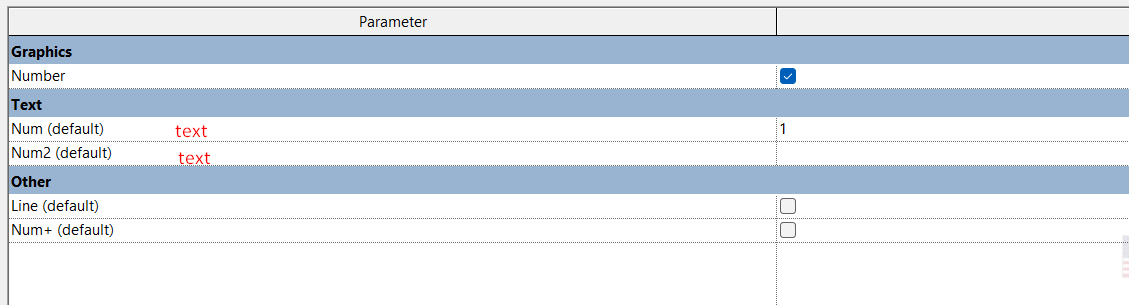 Parameter
Graphics
Number
Text
Num (default) text 1
Num2 (default) text
Other
Line (default)
Num+ (default)